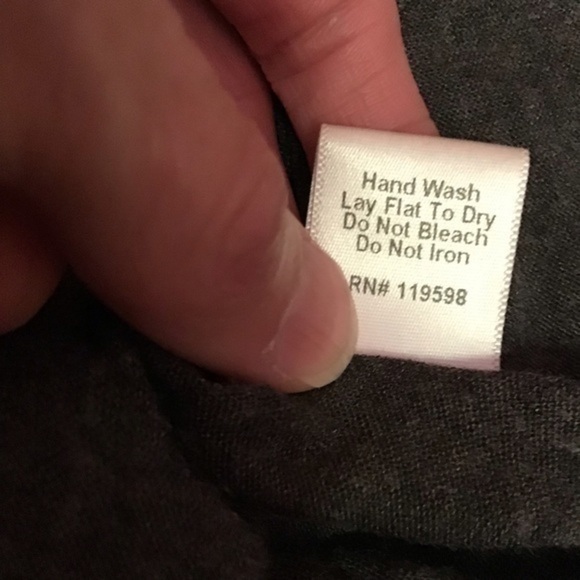 Hand Wash
Lay Flat To Dry
Do Not Bleach
Do Not Iron
RN# 119598